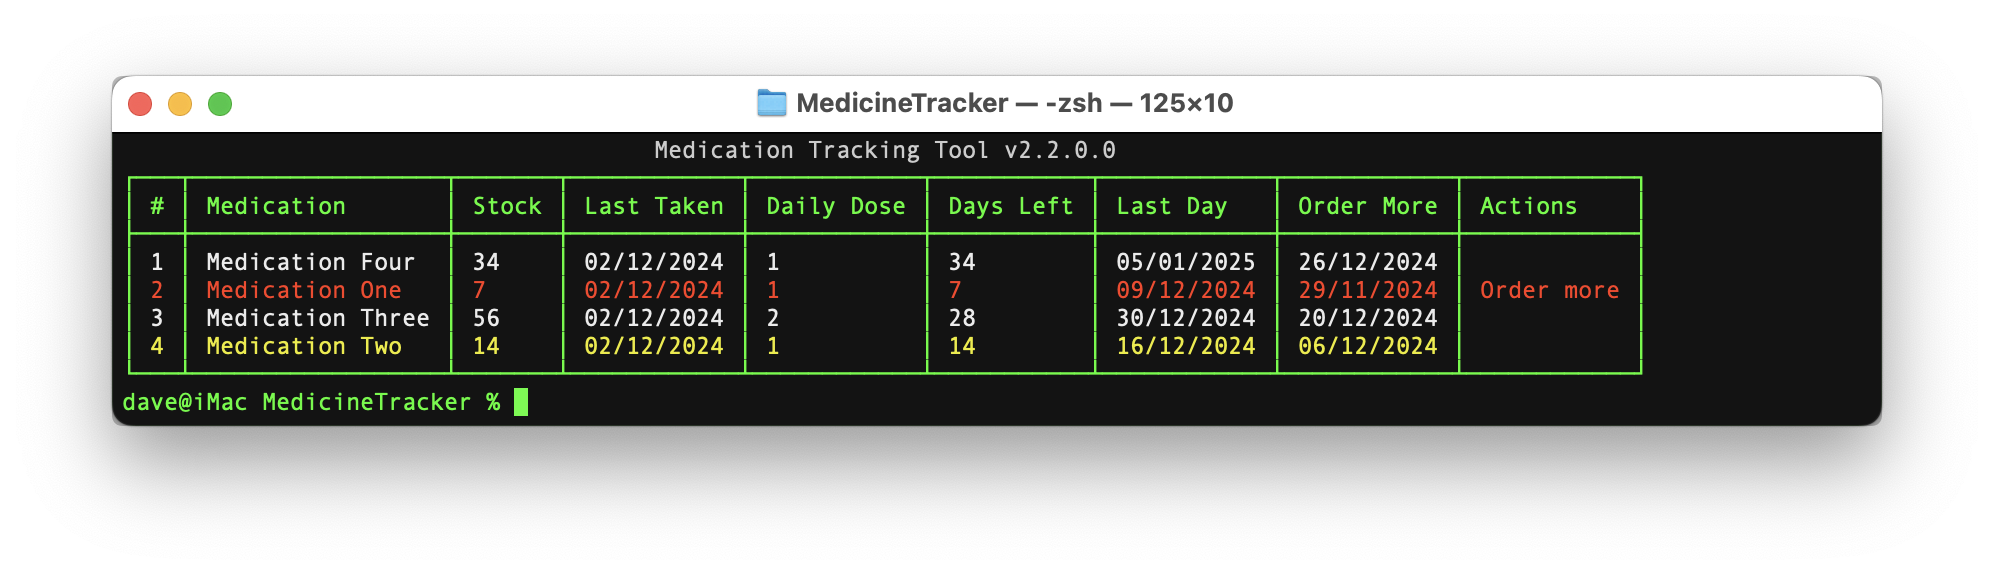 MedicineTracker — -zsh — 125×10
Medication Tracking Tool v2.2.0.0
# Medication Stock Last Taken Daily Dose Days Left Last Day Order More Actions
1 Medication Four 34 02/12/2024 1 34 05/01/2025 26/12/2024
2 Medication One 7 02/12/2024 1 7 09/12/2024 29/11/2024 Order more
3 Medication Three 56 02/12/2024 2 28 30/12/2024 20/12/2024
4 Medication Two 14 02/12/2024 1 14 16/12/2024 06/12/2024
dave@iMac MedicineTracker %